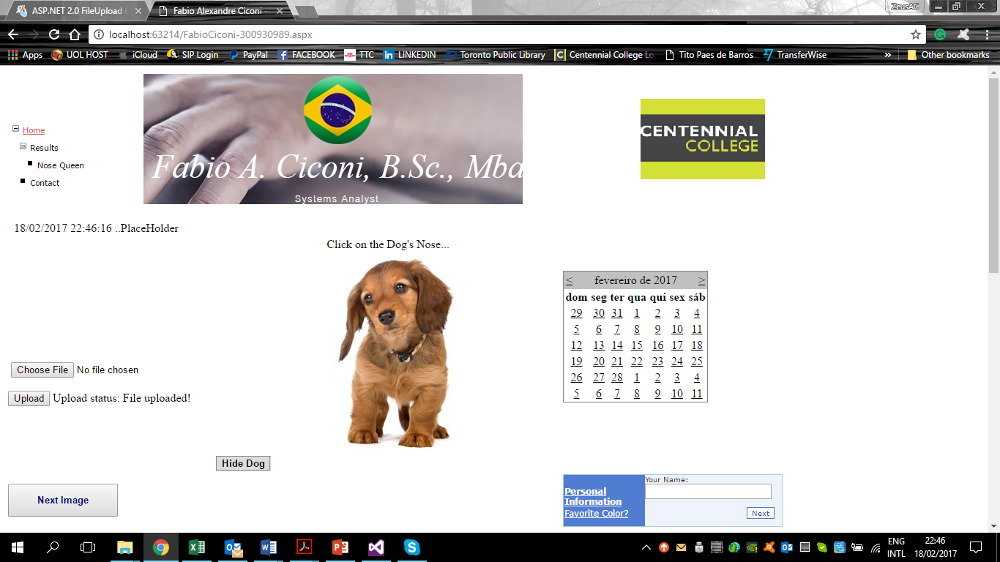 ASP.NET 2.0 FileUpload C
Fabio Alexandre Ciconi -
ZeusAC
localhost:63214/FabioCiconi-300930989.aspx
Apps UOL HOST iCloud SIP Login PayPal FACEBOOK TTC LINKEDIN Toronto Public Library Centennial College Lo Tito Paes de Barros TransferWise » Other bookmarks
Home
Results
Nose Queen
Contact
Fabio A. Ciconi, B.Sc., Mba
Systems Analyst
CENTENNIAL
COLLEGE
18/02/2017 22:46:16 ..PlaceHolder
Click on the Dog's Nose...
< fevereiro de 2017 >
dom seg ter qua qui sex sáb
29 30 31 1 2 3 4
5 6 7 8 9 10 11
12 13 14 15 16 17 18
19 20 21 22 23 24 25
26 27 28 1 2 3 4
5 6 7 8 9 10 11
Choose File No file chosen
Upload Upload status: File uploaded!
Hide Dog
Next Image
Personal
Information
Favorite Color?
Your Name:
Next
ENG
INTL
22:46
18/02/2017